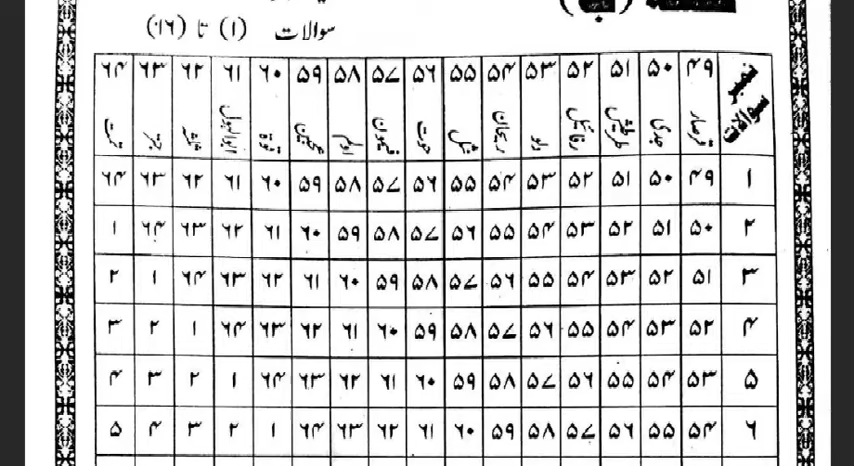 سوالات (۱) تا (۱۶)
نمبر سوالات ۴۹ ۵۰ ۵۱ ۵۲ ۵۳ ۵۴ ۵۵ ۵۶ ۵۷ ۵۸ ۵۹ ۶۰ ۶۱ ۶۲ ۶۳ ۶۴
جدی دلو ریحان حوت ابوالہول
۱ ۴۹ ۵۰ ۵۱ ۵۲ ۵۳ ۵۴ ۵۵ ۵۶ ۵۷ ۵۸ ۵۹ ۶۰ ۶۱ ۶۲ ۶۳ ۶۴
۲ ۵۰ ۵۱ ۵۲ ۵۳ ۵۴ ۵۵ ۵۶ ۵۷ ۵۸ ۵۹ ۶۰ ۶۱ ۶۲ ۶۳ ۶۴ ۱
۳ ۵۱ ۵۲ ۵۳ ۵۴ ۵۵ ۵۶ ۵۷ ۵۸ ۵۹ ۶۰ ۶۱ ۶۲ ۶۳ ۶۴ ۱ ۲
۴ ۵۲ ۵۳ ۵۴ ۵۵ ۵۶ ۵۷ ۵۸ ۵۹ ۶۰ ۶۱ ۶۲ ۶۳ ۶۴ ۱ ۲ ۳
۵ ۵۳ ۵۴ ۵۵ ۵۶ ۵۷ ۵۸ ۵۹ ۶۰ ۶۱ ۶۲ ۶۳ ۶۴ ۱ ۲ ۳ ۴
۶ ۵۴ ۵۵ ۵۶ ۵۷ ۵۸ ۵۹ ۶۰ ۶۱ ۶۲ ۶۳ ۶۴ ۱ ۲ ۳ ۴ ۵